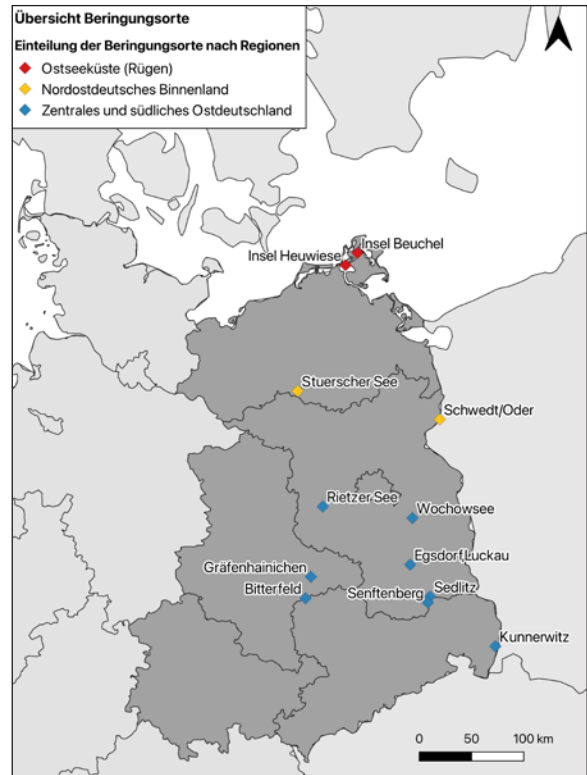 Übersicht Beringungsorte
Einteilung der Beringungsorte nach Regionen
Ostseeküste (Rügen)
Nordostdeutsches Binnenland
Zentrales und südliches Ostdeutschland
Insel Beuchel
Insel Heuwiese
Stuerscher See
Schwedt/Oder
Rietzer See
Wochowsee
Egsdorf,Luckau
Gräfenhainichen
Bitterfeld
Senftenberg
Sedlitz
Kunnerwitz
0 50 100 km